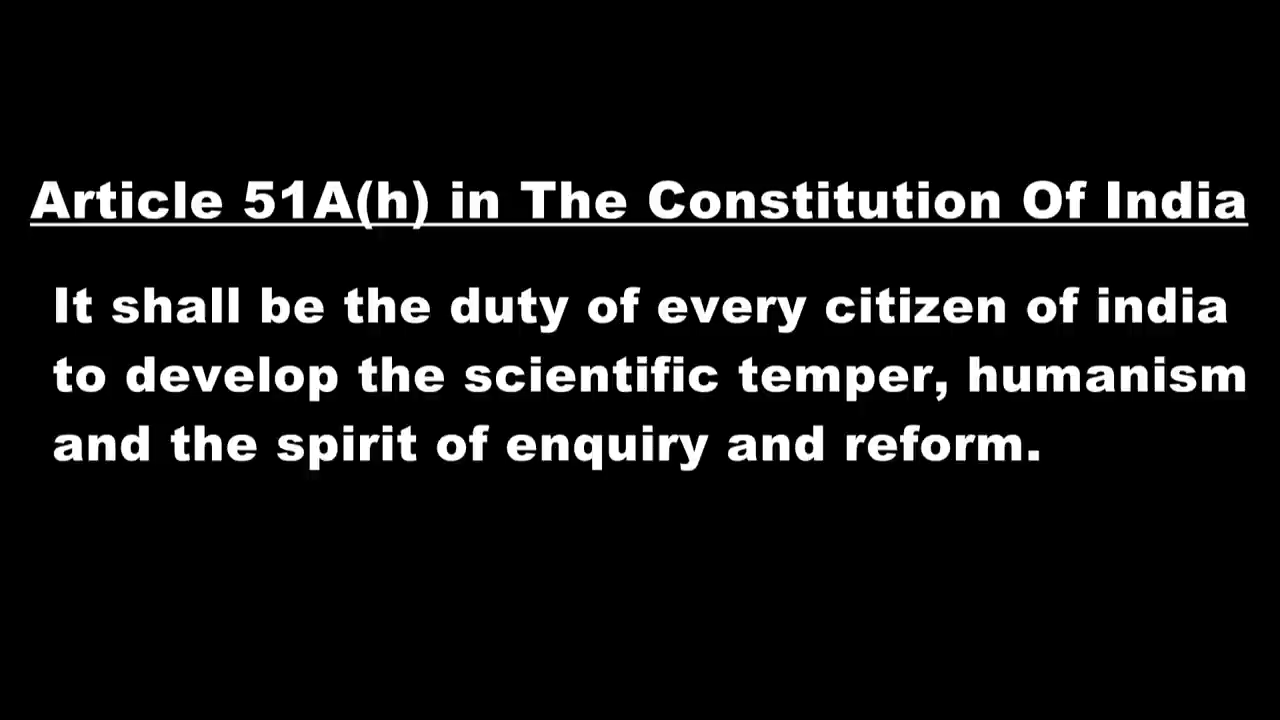 Article 51A(h) in The Constitution Of India
It shall be the duty of every citizen of india
to develop the scientific temper, humanism
and the spirit of enquiry and reform.